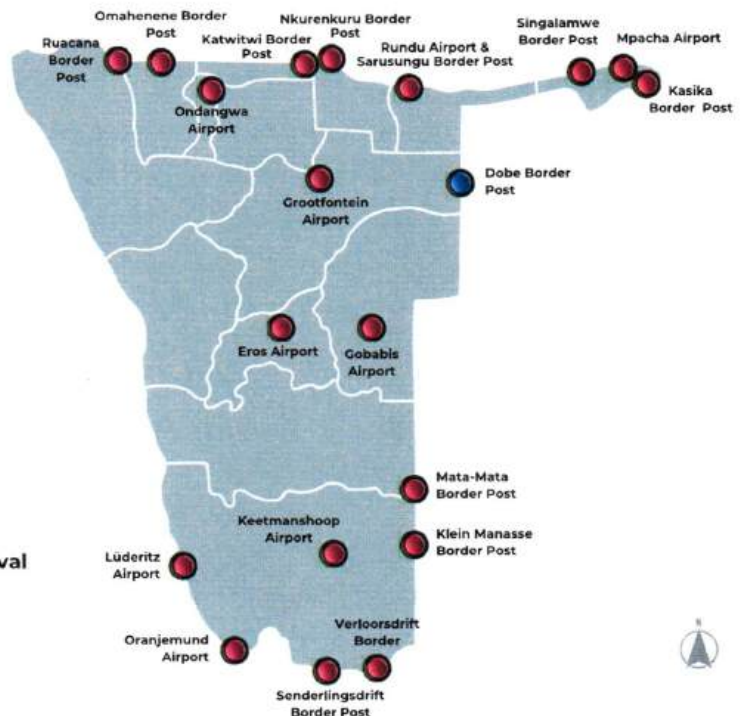 Omahenene Border
Post
Nkurenkuru Border
Post
Katwitwi Border
Post
Ruacana
Border
Post
Rundu Airport &
Sarusungu Border Post
Singalamwe
Border Post
Mpacha Airport
Kasika
Border Post
Ondangwa
Airport
Grootfontein
Airport
Dobe Border
Post
Eros Airport
Gobabis
Airport
Mata-Mata
Border Post
Keetmanshoop
Airport
Klein Manasse
Border Post
val
Lüderitz
Airport
Oranjemund
Airport
Verloorsdrift
Border
Senderlingsdrift
Border Post
N